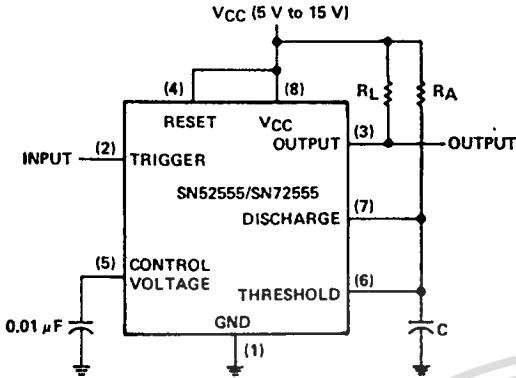 VCC (5 V to 15 V)
(4)
(8)
RL
RA
RESET
VCC
OUTPUT
(3)
OUTPUT
INPUT
(2)
TRIGGER
SN52555/SN72555
DISCHARGE
(7)
(5)
CONTROL
VOLTAGE
THRESHOLD
(6)
0.01 μF
GND
C
(1)